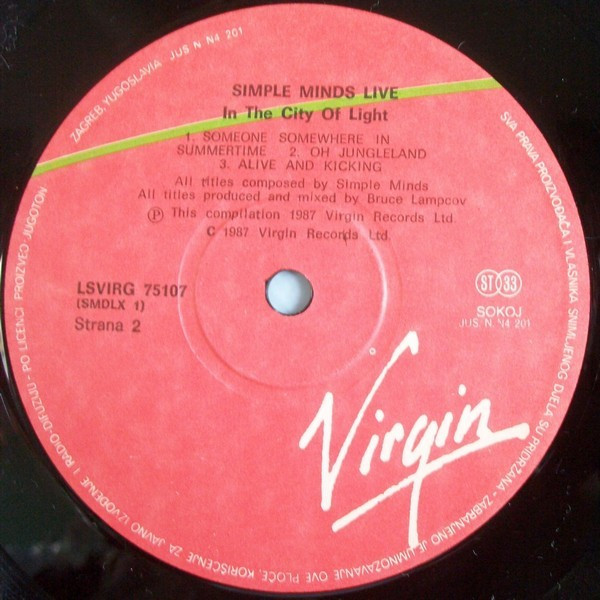 SIMPLE MINDS LIVE
In The City Of Light
1. SOMEONE SOMEWHERE IN
SUMMERTIME 2. OH JUNGLELAND
3. ALIVE AND KICKING
All titles composed by Simple Minds
All titles produced and mixed by Bruce Lampcov
Ⓟ This compilation 1987 Virgin Records Ltd.
C 1987 Virgin Records Ltd.
LSVIRG 75107
(SMDLX 1)
Strana 2
ST 33
SOKOJ
JUS. N. N4 201
Virgin
ZAGREB, YUGOSLAVIA JUS N N4 201
SVA PRAVA PROIZVOĐAČA I VLASNIKA SNIMLJENOG DJELA SU PRIDRŽANA - ZABRANJENO JE UMNOŽAVANJE OVE PLOČE, KORIŠĆENJE ZA JAVNO IZVOĐENJE I RADIO-DIFUZIJU - PO LICENCI PROIZVEO JUGOTON